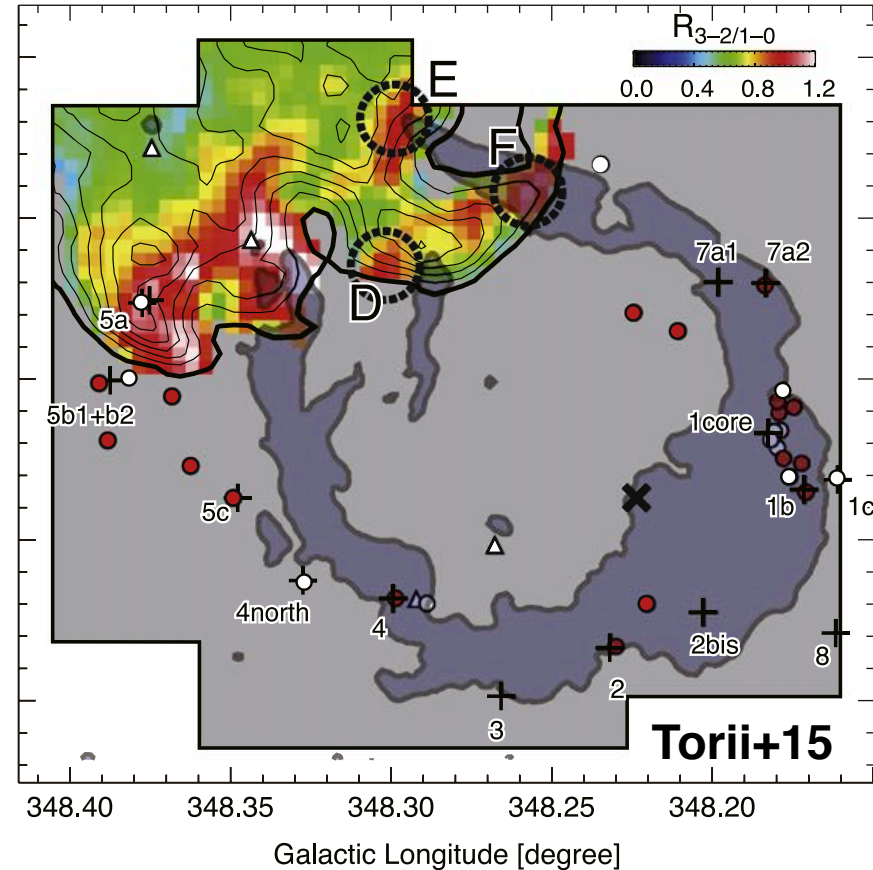 R3–2/1–0
0.0 0.4 0.8 1.2
E
F
D
7a1 7a2
5a
5b1+b2
1core
5c
1b 1c
4north
4
2bis
8
2
3
Torii+15
348.40 348.35 348.30 348.25 348.20
Galactic Longitude [degree]